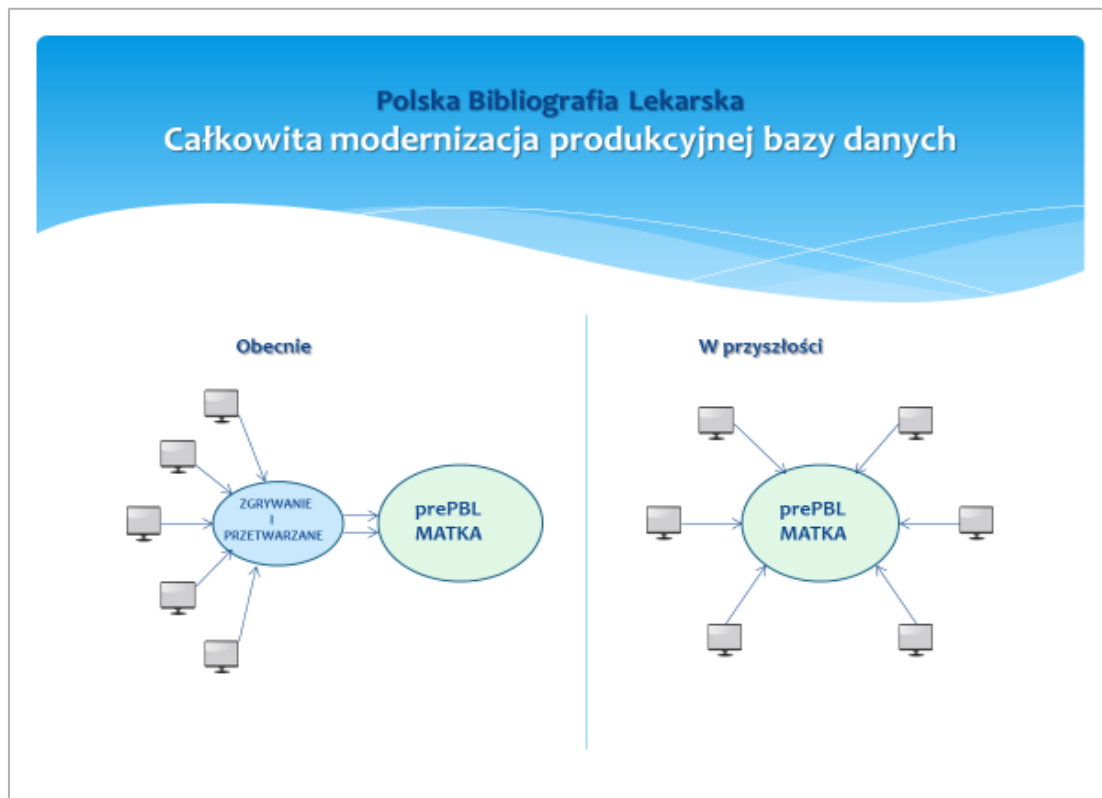 Polska Bibliografia Lekarska
Całkowita modernizacja produkcyjnej bazy danych
Obecnie
ZGRYWANIE
I
PRZETWARZANE
prePBL
MATKA
W przyszłości
prePBL
MATKA